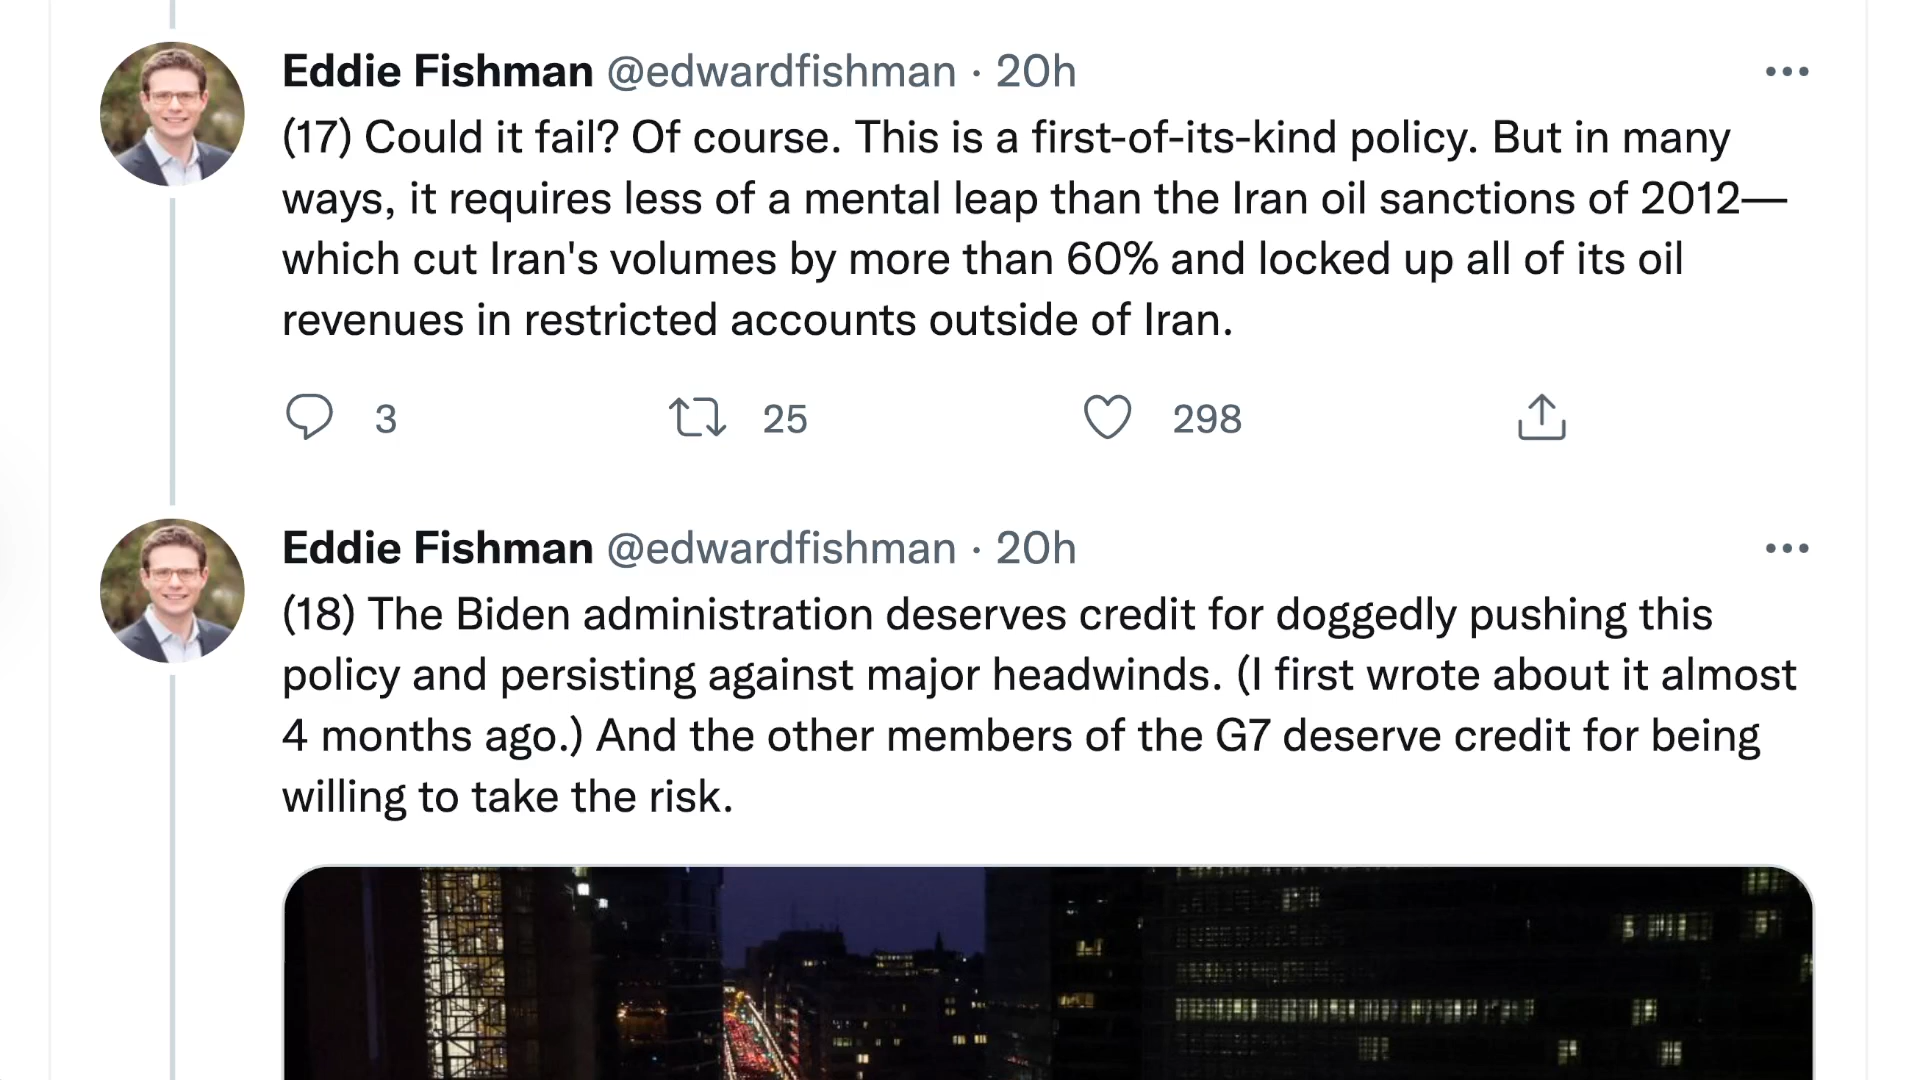 Eddie Fishman @edwardfishman · 20h
(17) Could it fail? Of course. This is a first-of-its-kind policy. But in many
ways, it requires less of a mental leap than the Iran oil sanctions of 2012—
which cut Iran's volumes by more than 60% and locked up all of its oil
revenues in restricted accounts outside of Iran.
3 25 298
Eddie Fishman @edwardfishman · 20h
(18) The Biden administration deserves credit for doggedly pushing this
policy and persisting against major headwinds. (I first wrote about it almost
4 months ago.) And the other members of the G7 deserve credit for being
willing to take the risk.